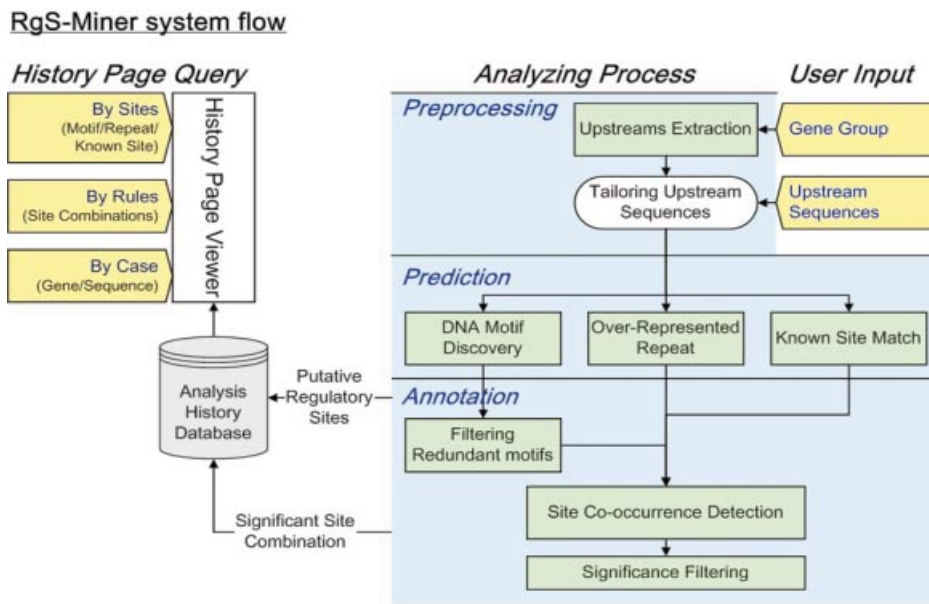 RgS-Miner system flow
History Page Query
Analyzing Process
User Input
By Sites
(Motif/Repeat/
Known Site)
By Rules
(Site Combinations)
By Case
(Gene/Sequence)
History Page Viewer
Preprocessing
Upstreams Extraction
Gene Group
Tailoring Upstream
Sequences
Upstream
Sequences
Prediction
DNA Motif
Discovery
Over-Represented
Repeat
Known Site Match
Analysis
History
Database
Putative
Regulatory
Sites
Annotation
Filtering
Redundant motifs
Significant Site
Combination
Site Co-occurrence Detection
Significance Filtering